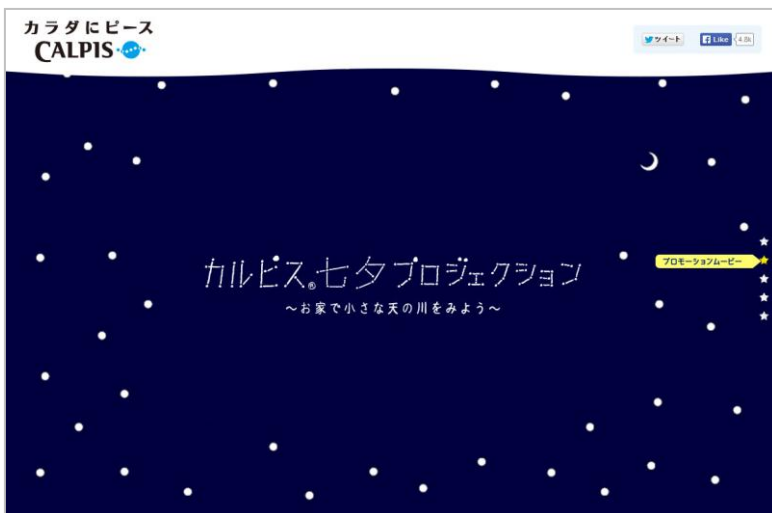 カラダにピース
CALPIS
ツイート
Like
4.8k
プロモーションムービー
カルピス®七夕プロジェクション
～お家で小さな天の川をみよう～